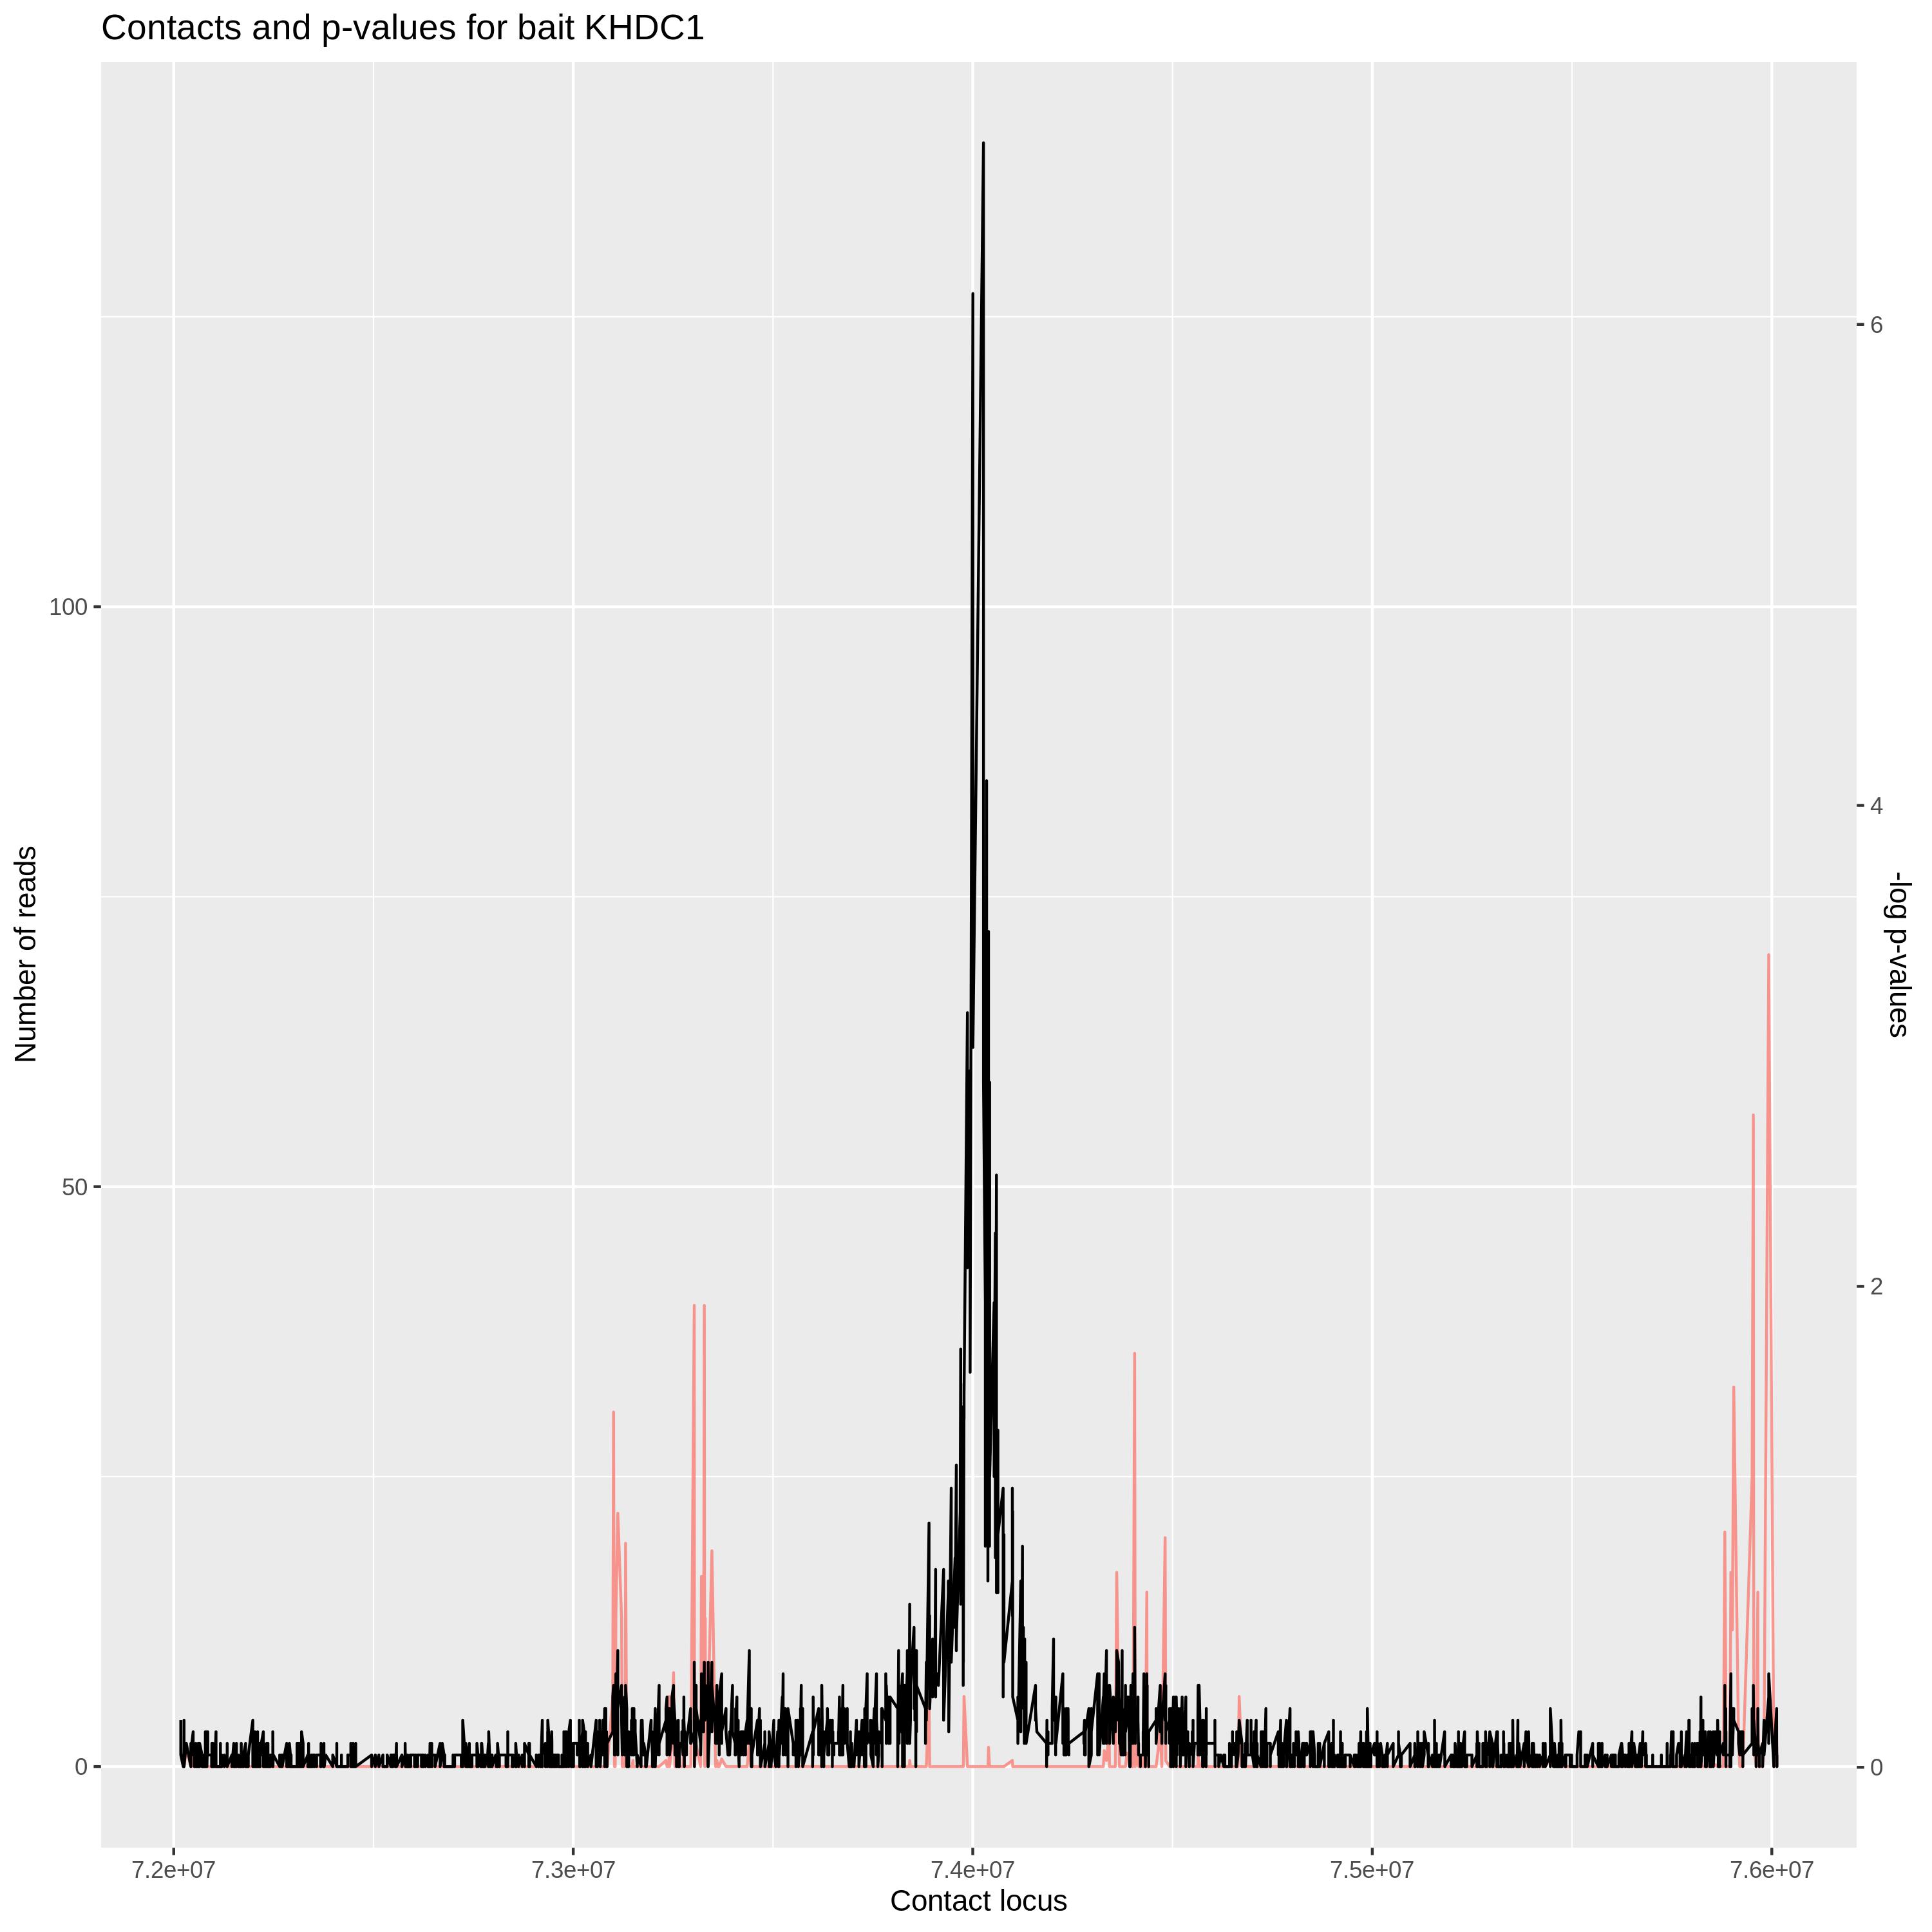 Contacts and p-values for bait KHDC1
Number of reads
100
50
0
6
4
2
0
-log p-values
7.2e+07
7.3e+07
7.4e+07
7.5e+07
7.6e+07
Contact locus